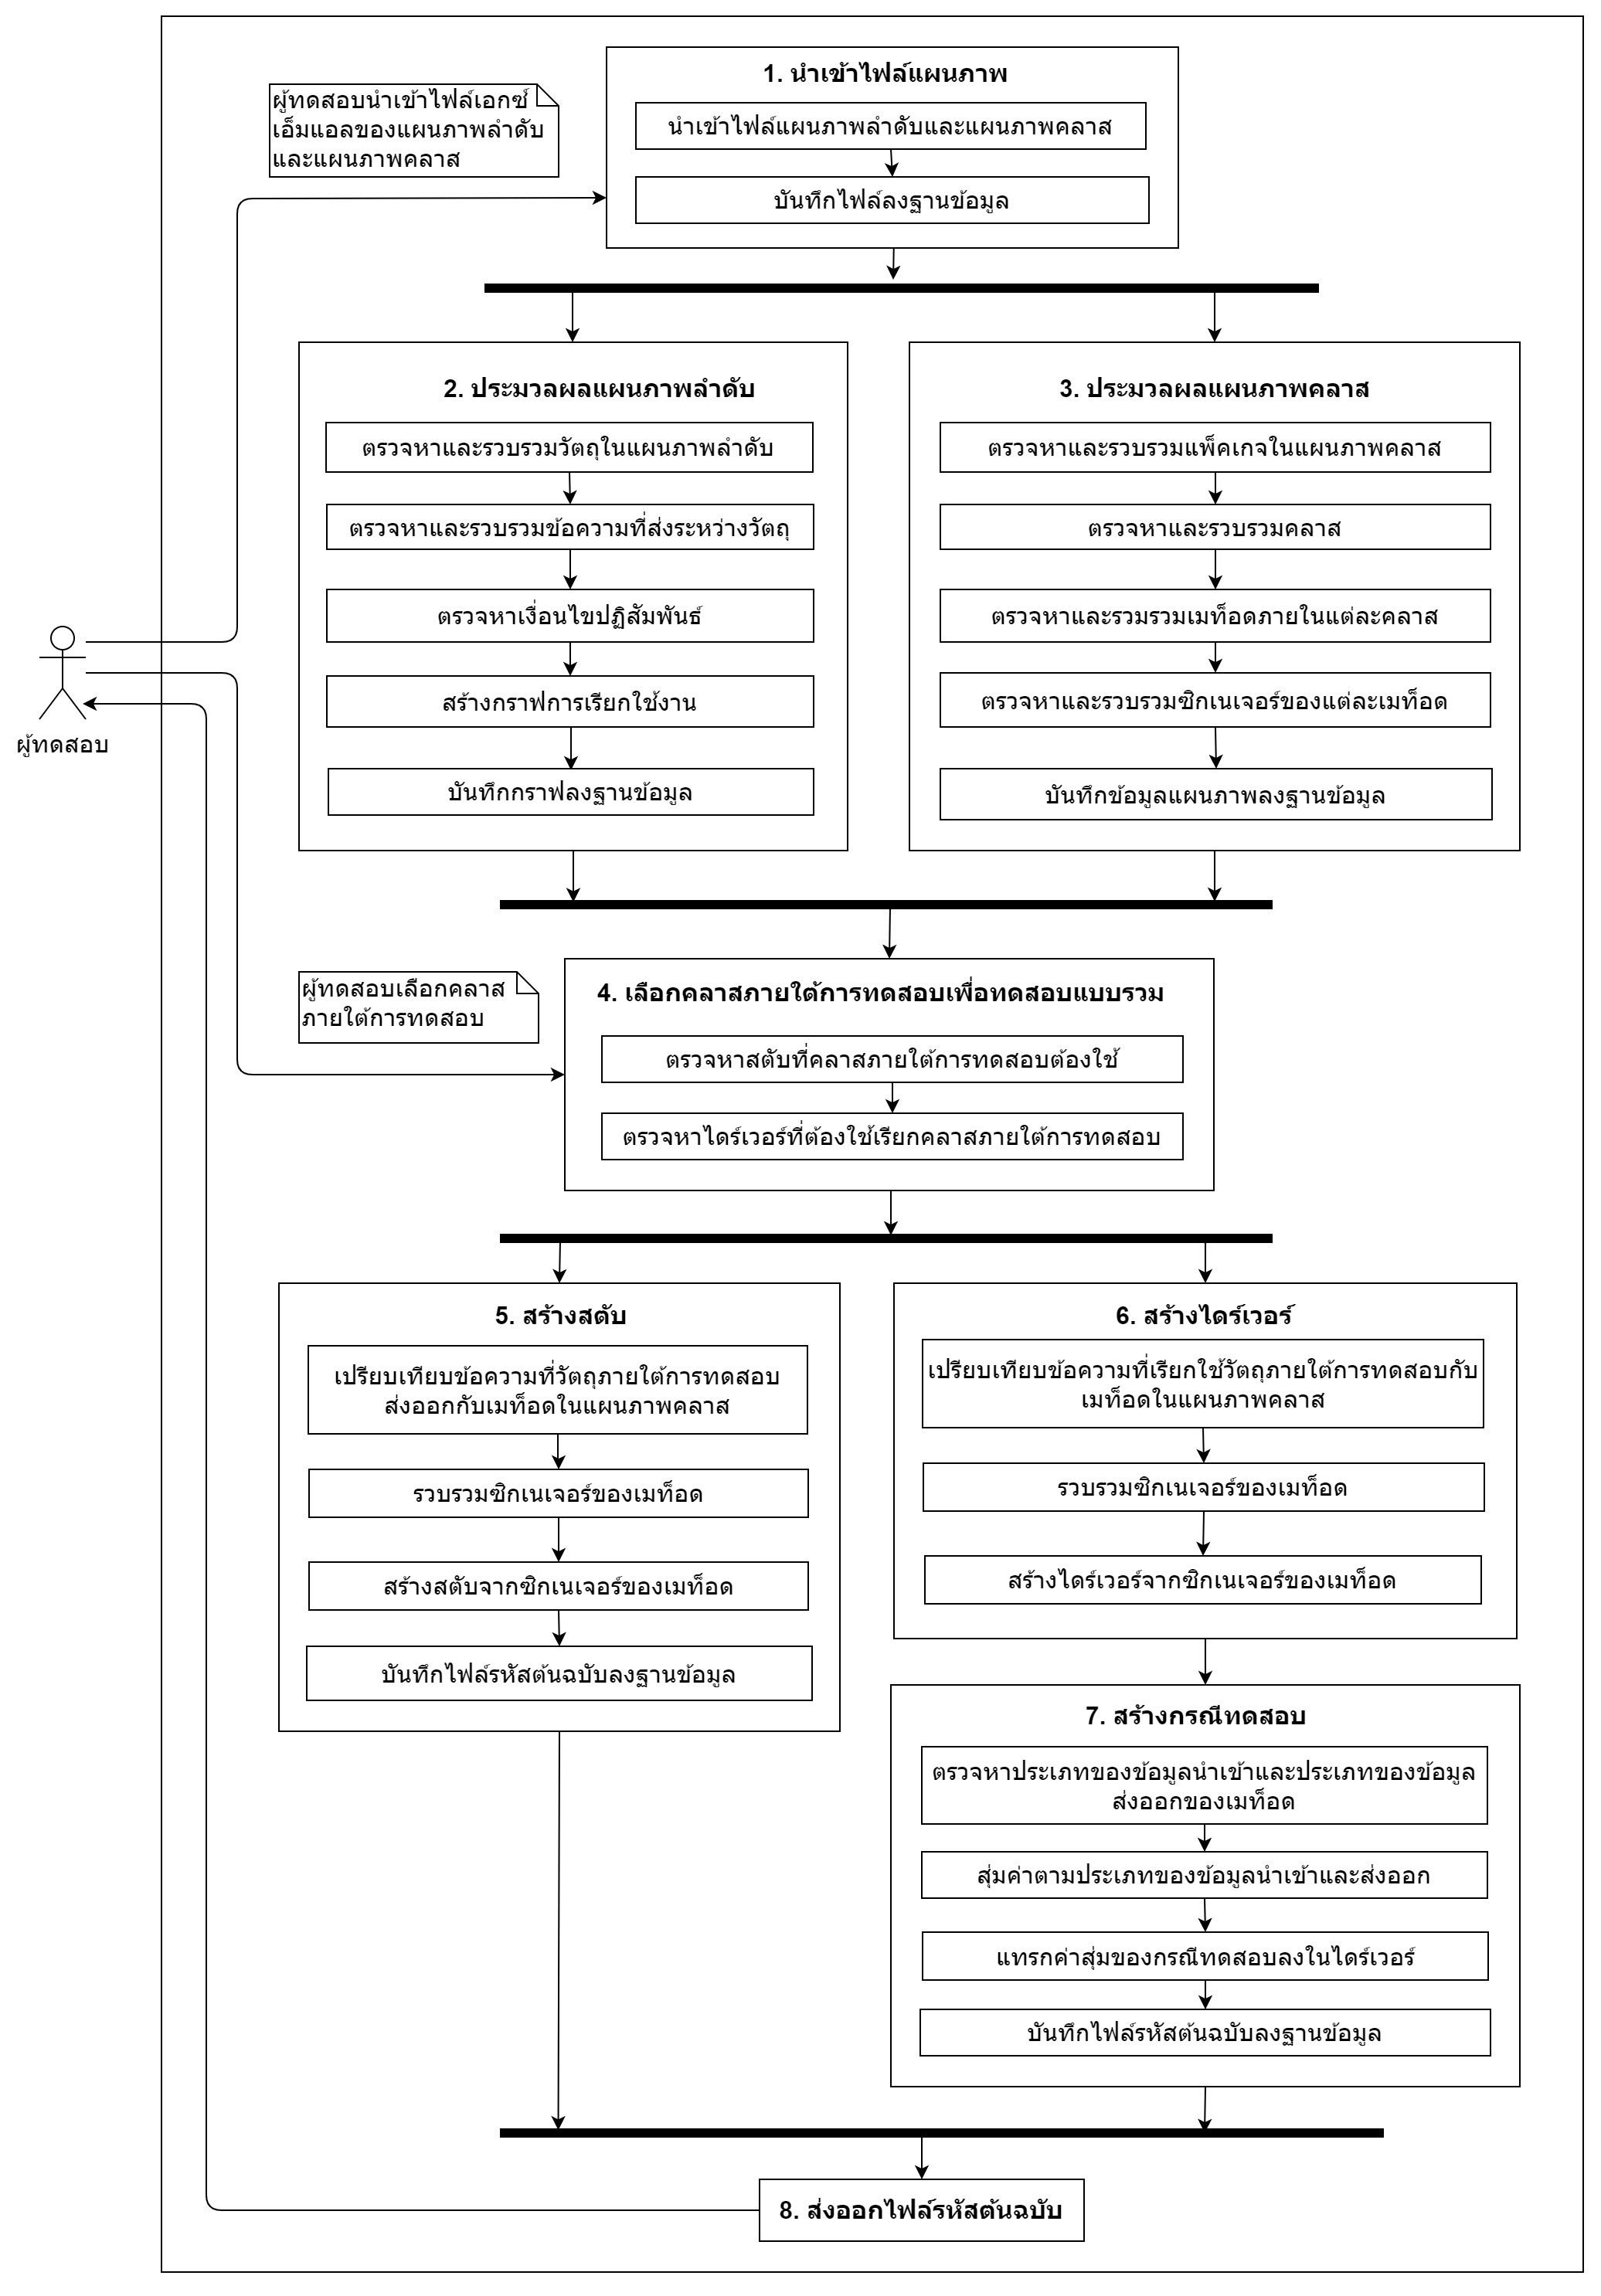 1. นำเข้าไฟล์แผนภาพ
ผู้ทดสอบนำเข้าไฟล์เอกซ์
เอ็มแอลของแผนภาพลำดับ
และแผนภาพคลาส
นำเข้าไฟล์แผนภาพลำดับและแผนภาพคลาส
บันทึกไฟล์ลงฐานข้อมูล
2. ประมวลผลแผนภาพลำดับ
ตรวจหาและรวบรวมวัตถุในแผนภาพลำดับ
ตรวจหาและรวบรวมข้อความที่ส่งระหว่างวัตถุ
ตรวจหาเงื่อนไขปฏิสัมพันธ์
สร้างกราฟการเรียกใช้งาน
บันทึกกราฟลงฐานข้อมูล
3. ประมวลผลแผนภาพคลาส
ตรวจหาและรวบรวมแพ็คเกจในแผนภาพคลาส
ตรวจหาและรวบรวมคลาส
ตรวจหาและรวมรวมเมท็อดภายในแต่ละคลาส
ตรวจหาและรวบรวมซิกเนเจอร์ของแต่ละเมท็อด
บันทึกข้อมูลแผนภาพลงฐานข้อมูล
ผู้ทดสอบ
ผู้ทดสอบเลือกคลาส
ภายใต้การทดสอบ
4. เลือกคลาสภายใต้การทดสอบเพื่อทดสอบแบบรวม
ตรวจหาสตับที่คลาสภายใต้การทดสอบต้องใช้
ตรวจหาไดร์เวอร์ที่ต้องใช้เรียกคลาสภายใต้การทดสอบ
5. สร้างสตับ
เปรียบเทียบข้อความที่วัตถุภายใต้การทดสอบ
ส่งออกกับเมท็อดในแผนภาพคลาส
รวบรวมซิกเนเจอร์ของเมท็อด
สร้างสตับจากซิกเนเจอร์ของเมท็อด
บันทึกไฟล์รหัสต้นฉบับลงฐานข้อมูล
6. สร้างไดร์เวอร์
เปรียบเทียบข้อความที่เรียกใช้วัตถุภายใต้การทดสอบกับ
เมท็อดในแผนภาพคลาส
รวบรวมซิกเนเจอร์ของเมท็อด
สร้างไดร์เวอร์จากซิกเนเจอร์ของเมท็อด
7. สร้างกรณีทดสอบ
ตรวจหาประเภทของข้อมูลนำเข้าและประเภทของข้อมูล
ส่งออกของเมท็อด
สุ่มค่าตามประเภทของข้อมูลนำเข้าและส่งออก
แทรกค่าสุ่มของกรณีทดสอบลงในไดร์เวอร์
บันทึกไฟล์รหัสต้นฉบับลงฐานข้อมูล
8. ส่งออกไฟล์รหัสต้นฉบับ